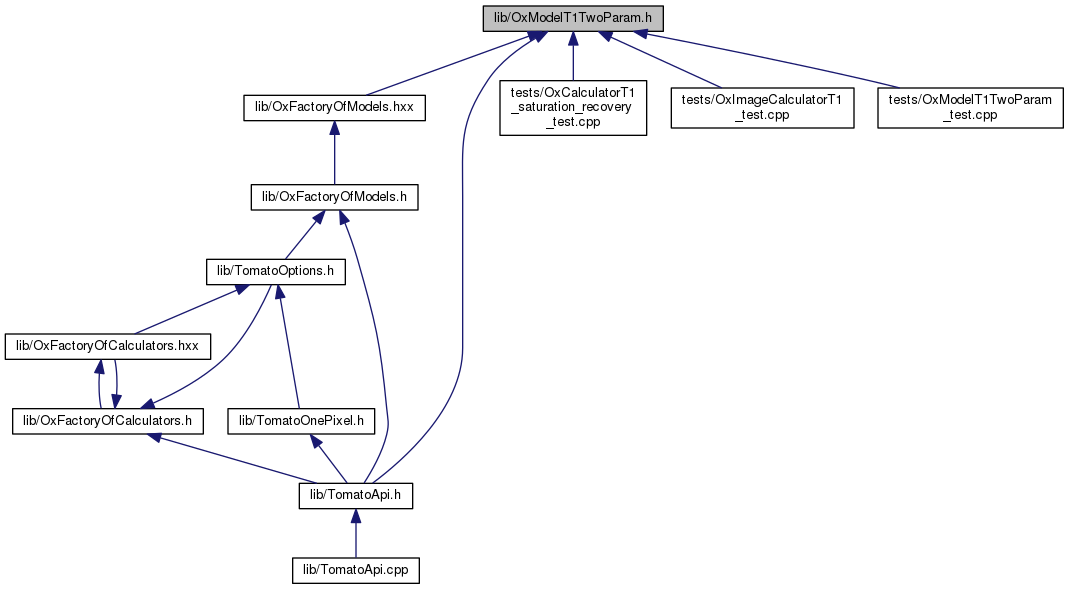 lib/OxModelT1TwoParam.h
lib/OxFactoryOfModels.hxx
tests/OxCalculatorT1
_saturation_recovery
_test.cpp
tests/OxImageCalculatorT1
_test.cpp
tests/OxModelT1TwoParam
_test.cpp
lib/OxFactoryOfModels.h
lib/TomatoOptions.h
lib/OxFactoryOfCalculators.hxx
lib/OxFactoryOfCalculators.h
lib/TomatoOnePixel.h
lib/TomatoApi.h
lib/TomatoApi.cpp